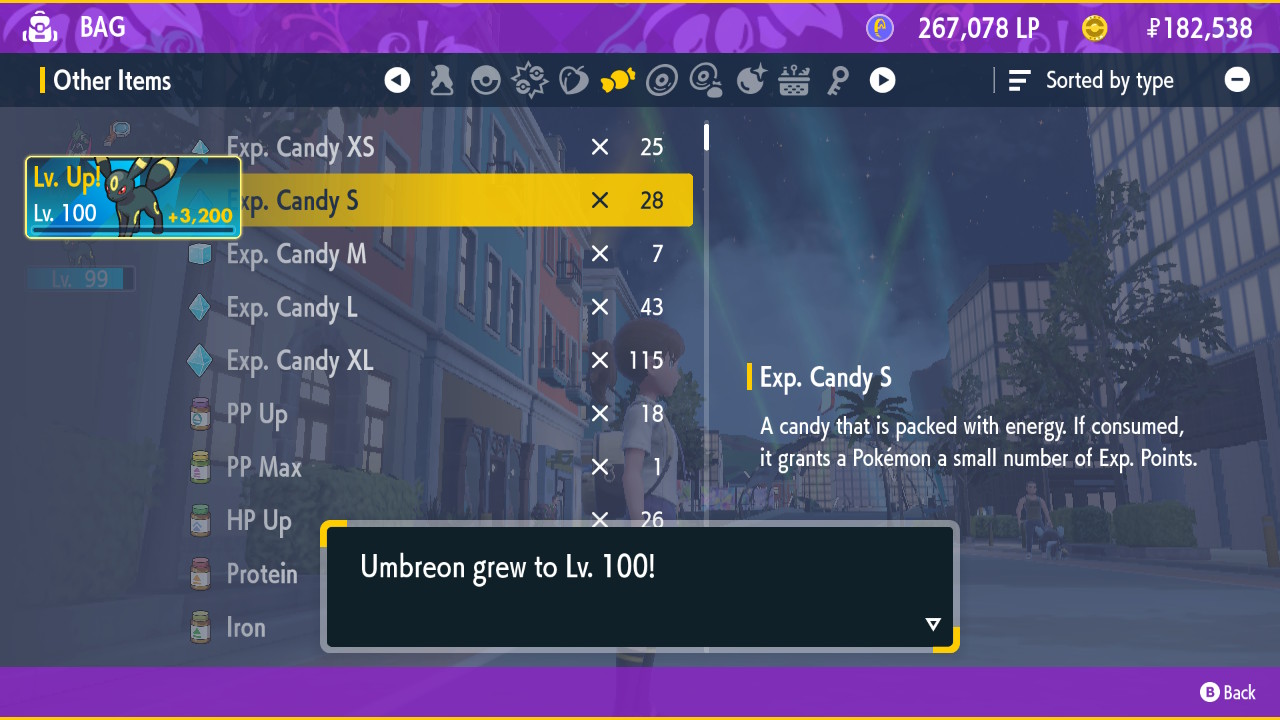 BAG
267,078 LP
₽182,538
Other Items
Sorted by type
Exp. Candy XS × 25
Lv. Up!
Lv. 100
+3,200
xp. Candy S × 28
Exp. Candy M × 7
Lv. 99
Exp. Candy L × 43
Exp. Candy XL × 115
PP Up × 18
PP Max × 1
HP Up × 26
Protein
Iron
Exp. Candy S
A candy that is packed with energy. If consumed,
it grants a Pokémon a small number of Exp. Points.
Umbreon grew to Lv. 100!
B Back